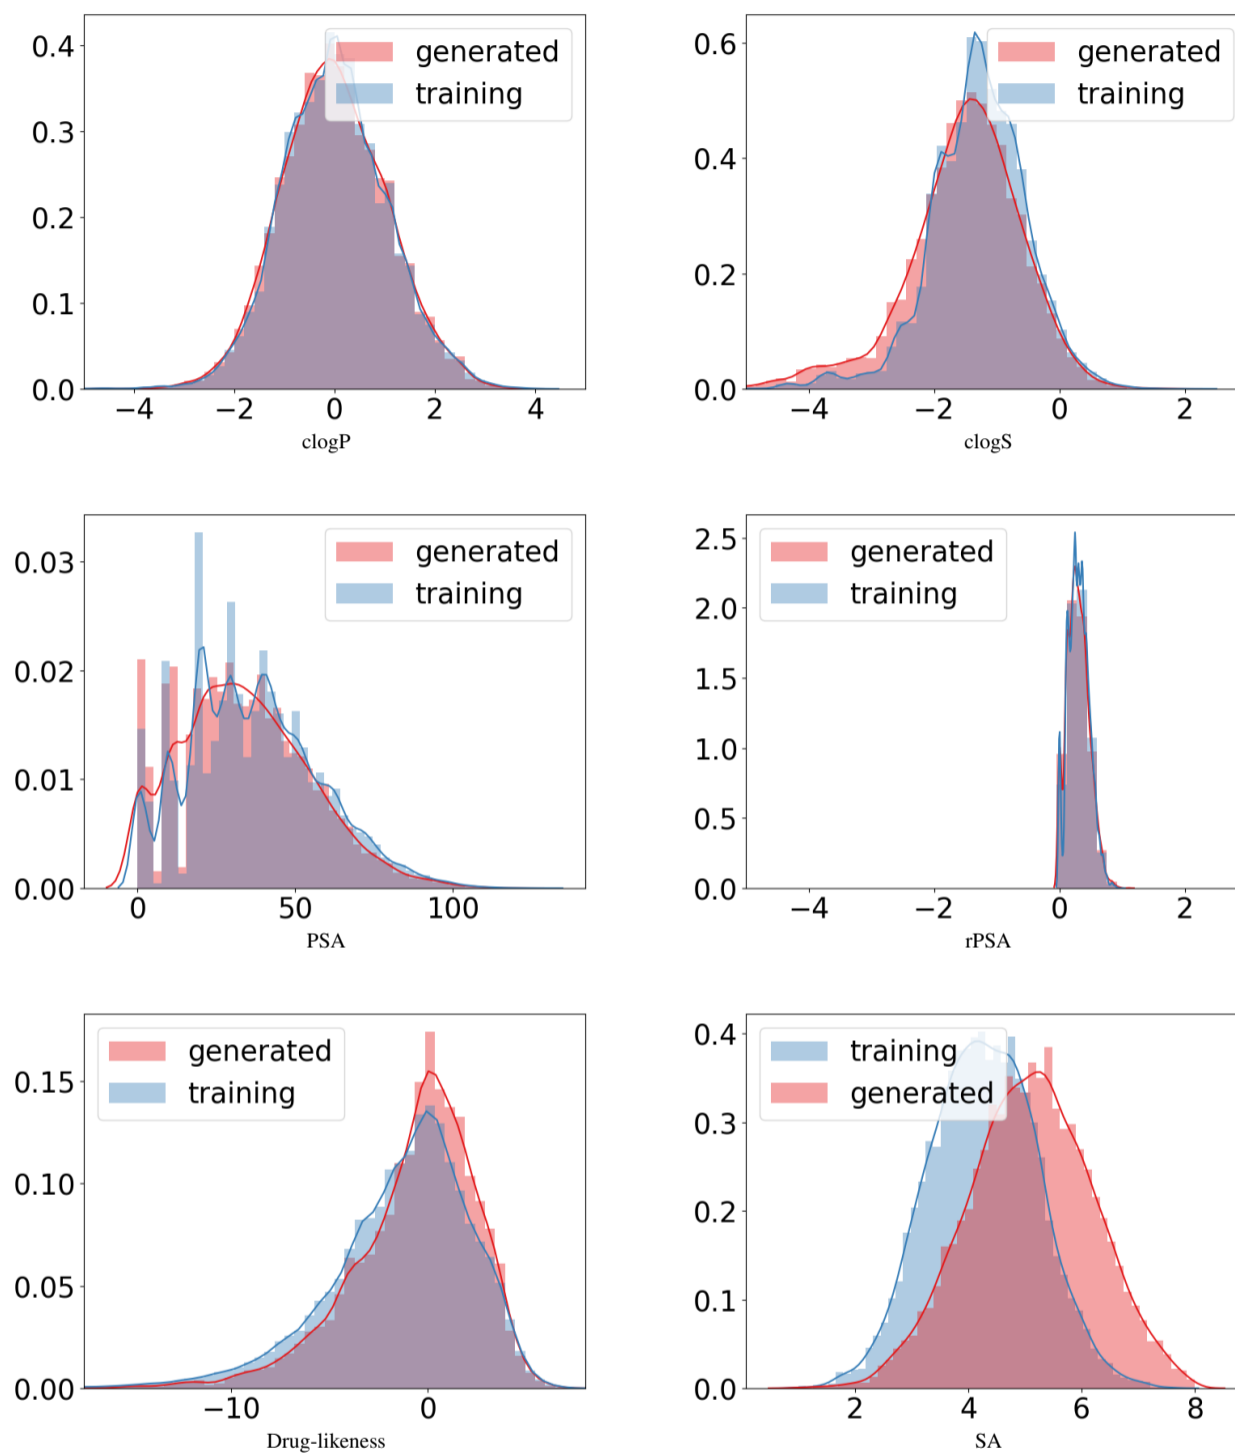 0.4
0.3
0.2
0.1
0.0
generated
training
−4 −2 0 2 4
clogP
0.6
0.4
0.2
0.0
generated
training
−4 −2 0 2
clogS
0.03
0.02
0.01
0.00
generated
training
0 50 100
PSA
2.5
2.0
1.5
1.0
0.5
0.0
generated
training
−4 −2 0 2
rPSA
0.15
0.10
0.05
0.00
generated
training
−10 0
Drug-likeness
0.4
0.3
0.2
0.1
0.0
training
generated
2 4 6 8
SA